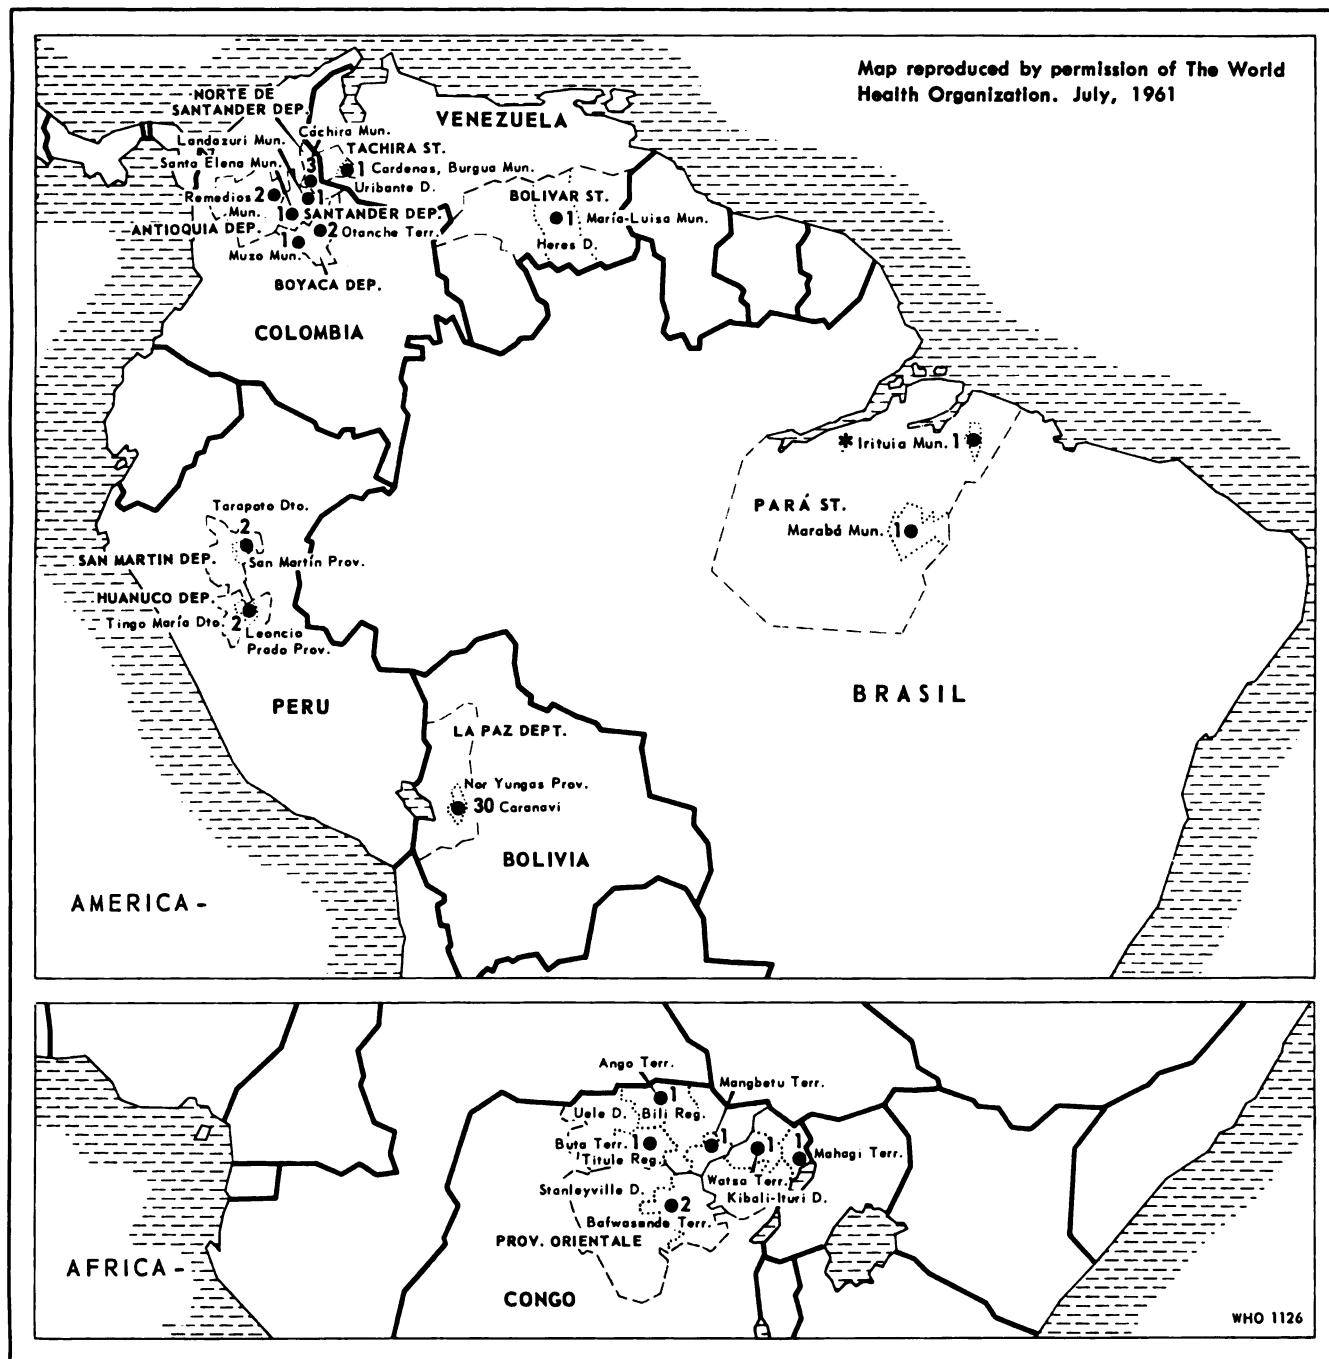 Map reproduced by permission of The World
Health Organization. July, 1961
NORTE DE
SANTANDER DEP.
VENEZUELA
Cáchira Mun.
Landazuri Mun.
TACHIRA ST.
Santa Elena Mun.
3
1 Cardenas, Burgua Mun.
Uribante D.
Remedios 2
Mun.
1
BOLIVAR ST.
1 María-Luisa Mun.
Heres D.
1 SANTANDER DEP.
ANTIOQUIA DEP.
2 Otanche Terr.
1
Muzo Mun.
BOYACA DEP.
COLOMBIA
* Irituia Mun. 1
PARÁ ST.
Marabá Mun. 1
Tarapoto Dto.
2
SAN MARTIN DEP.
San Martín Prov.
HUANUCO DEP.
Tingo María Dto. 2
Leoncio
Prado Prov.
PERU
BRASIL
LA PAZ DEPT.
Nor Yungas Prov.
30 Caranavi
BOLIVIA
AMERICA -
Ango Terr.
1
Mangbetu Terr.
Uele D.
Bili Reg.
Buta Terr. 1
1
1
1
Mahagi Terr.
Titule Reg.
Watsa Terr.
Kibali-Ituri D.
Stanleyville D.
2
Bafwasende Terr.
PROV. ORIENTALE
AFRICA -
CONGO
WHO 1126